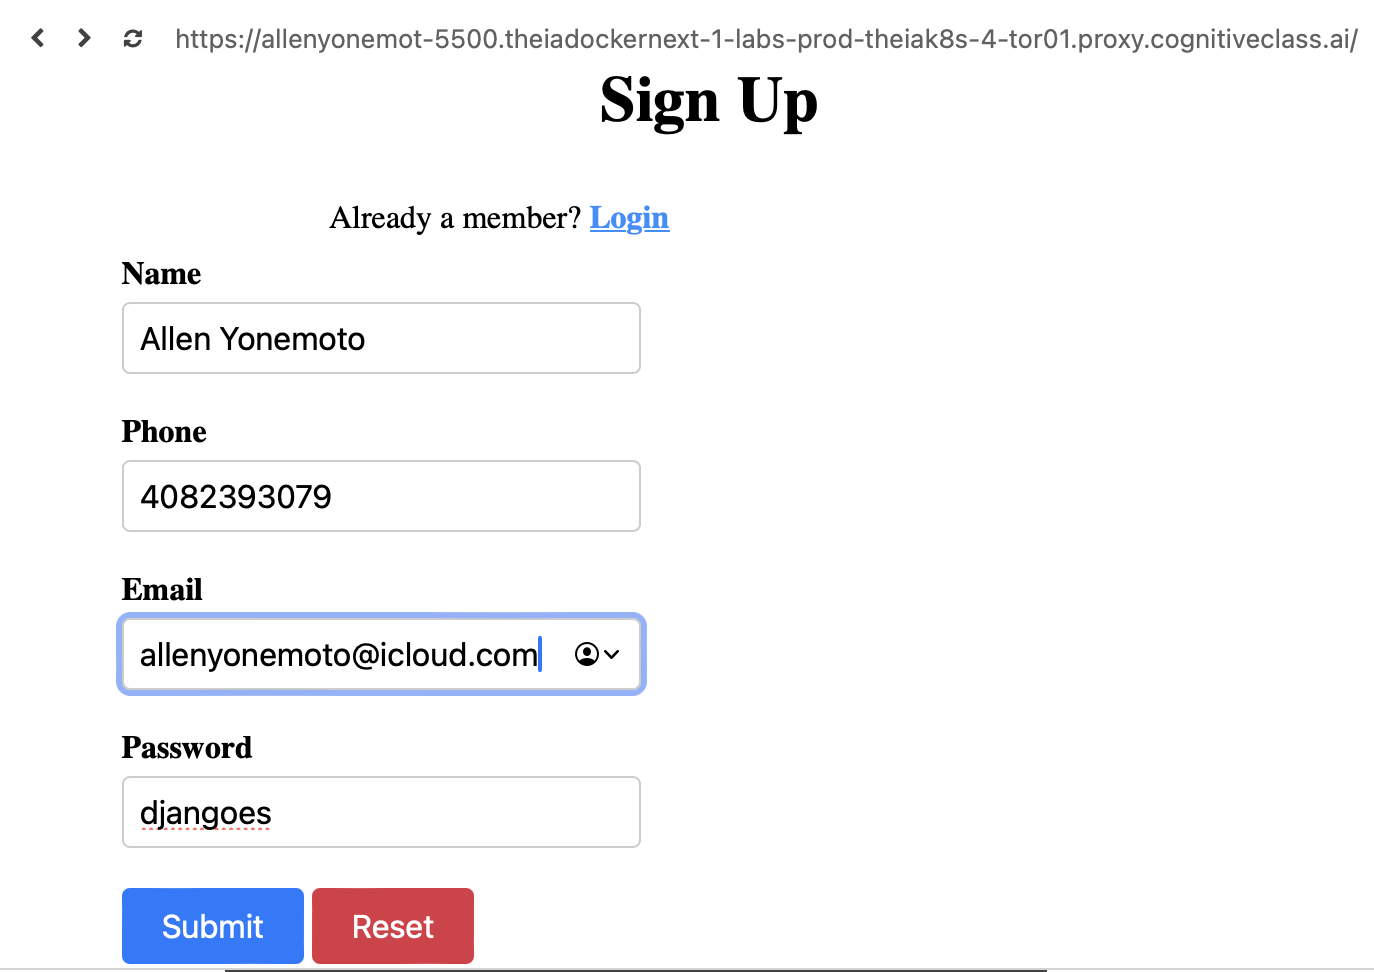 https://allenyonemot-5500.theiadockernext-1-labs-prod-theiak8s-4-tor01.proxy.cognitiveclass.ai/
Sign Up
Already a member? Login
Name
Allen Yonemoto
Phone
4082393079
Email
allenyonemoto@icloud.com
Password
djangoes
Submit Reset